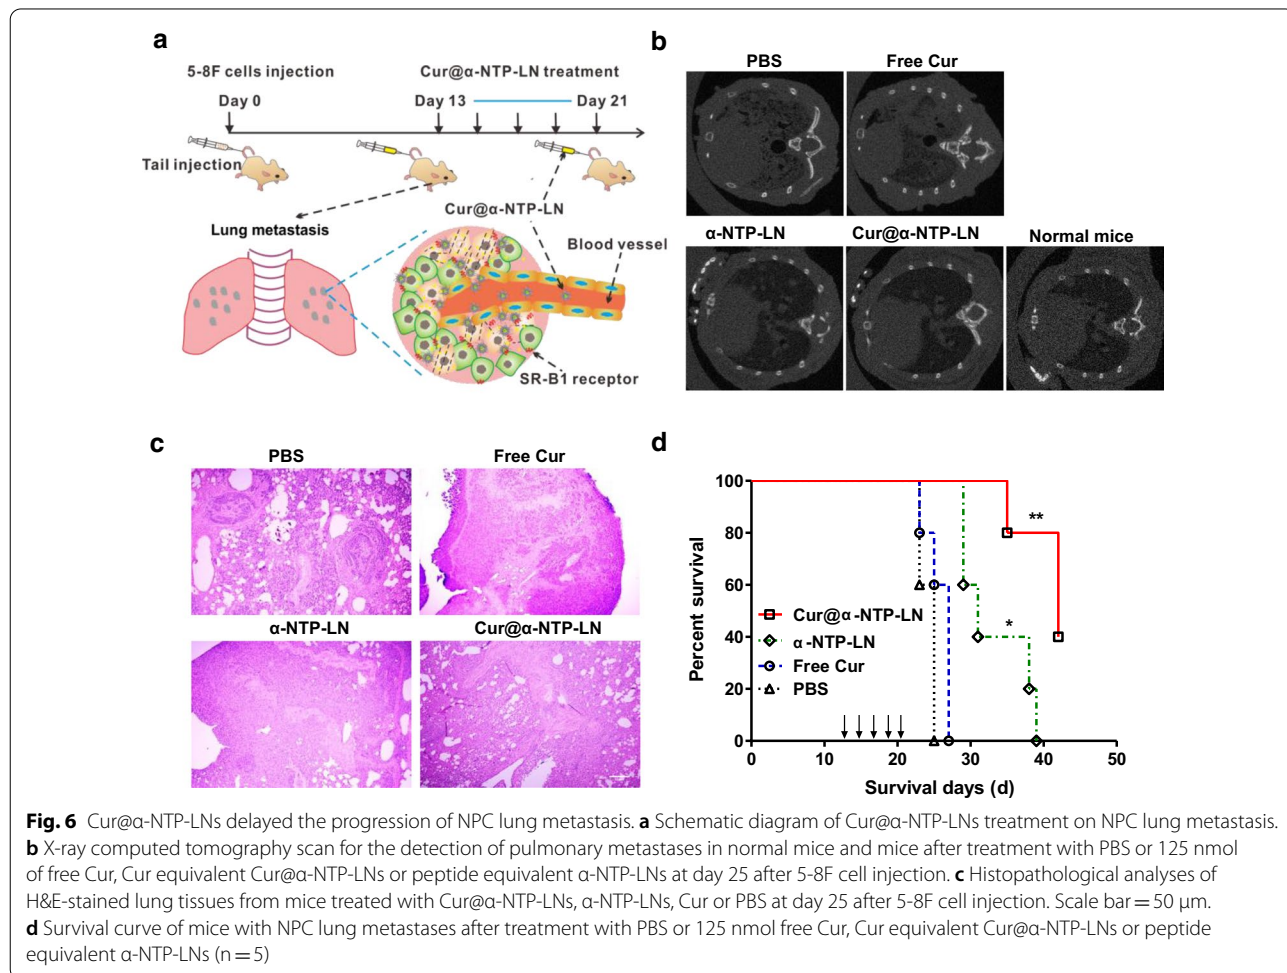 a
5-8F cells injection
Cur@α-NTP-LN treatment
Day 0
Day 13
Day 21
Tail injection
Cur@α-NTP-LN
Lung metastasis
Blood vessel
SR-B1 receptor
b
PBS
Free Cur
α-NTP-LN
Cur@α-NTP-LN
Normal mice
c
PBS
Free Cur
α-NTP-LN
Cur@α-NTP-LN
d
100
80
60
40
20
0
Percent survival
**
*
Cur@α-NTP-LN
α-NTP-LN
Free Cur
PBS
0
10
20
30
40
50
Survival days (d)
Fig. 6 Cur@α-NTP-LNs delayed the progression of NPC lung metastasis. a Schematic diagram of Cur@α-NTP-LNs treatment on NPC lung metastasis.
b X-ray computed tomography scan for the detection of pulmonary metastases in normal mice and mice after treatment with PBS or 125 nmol
of free Cur, Cur equivalent Cur@α-NTP-LNs or peptide equivalent α-NTP-LNs at day 25 after 5-8F cell injection. c Histopathological analyses of
H&E-stained lung tissues from mice treated with Cur@α-NTP-LNs, α-NTP-LNs, Cur or PBS at day 25 after 5-8F cell injection. Scale bar = 50 μm.
d Survival curve of mice with NPC lung metastases after treatment with PBS or 125 nmol free Cur, Cur equivalent Cur@α-NTP-LNs or peptide
equivalent α-NTP-LNs (n = 5)